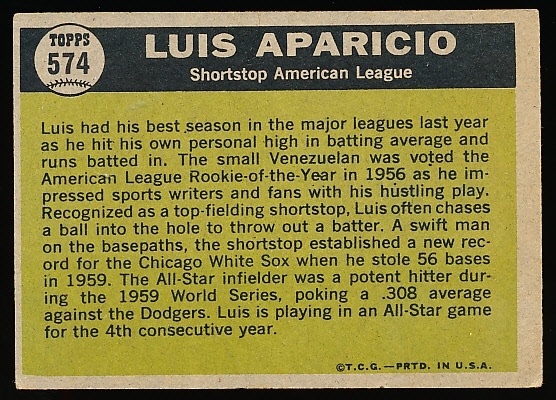 TOPPS
574
LUIS APARICIO
Shortstop American League
Luis had his best season in the major leagues last year
as he hit his own personal high in batting average and
runs batted in. The small Venezuelan was voted the
American League Rookie-of-the-Year in 1956 as he im-
pressed sports writers and fans with his hustling play.
Recognized as a top-fielding shortstop, Luis often chases
a ball into the hole to throw out a batter. A swift man
on the basepaths, the shortstop established a new rec-
ord for the Chicago White Sox when he stole 56 bases
in 1959. The All-Star infielder was a potent hitter dur-
ing the 1959 World Series, poking a .308 average
against the Dodgers. Luis is playing in an All-Star game
for the 4th consecutive year.
©T.C.G.—PRTD. IN U.S.A.